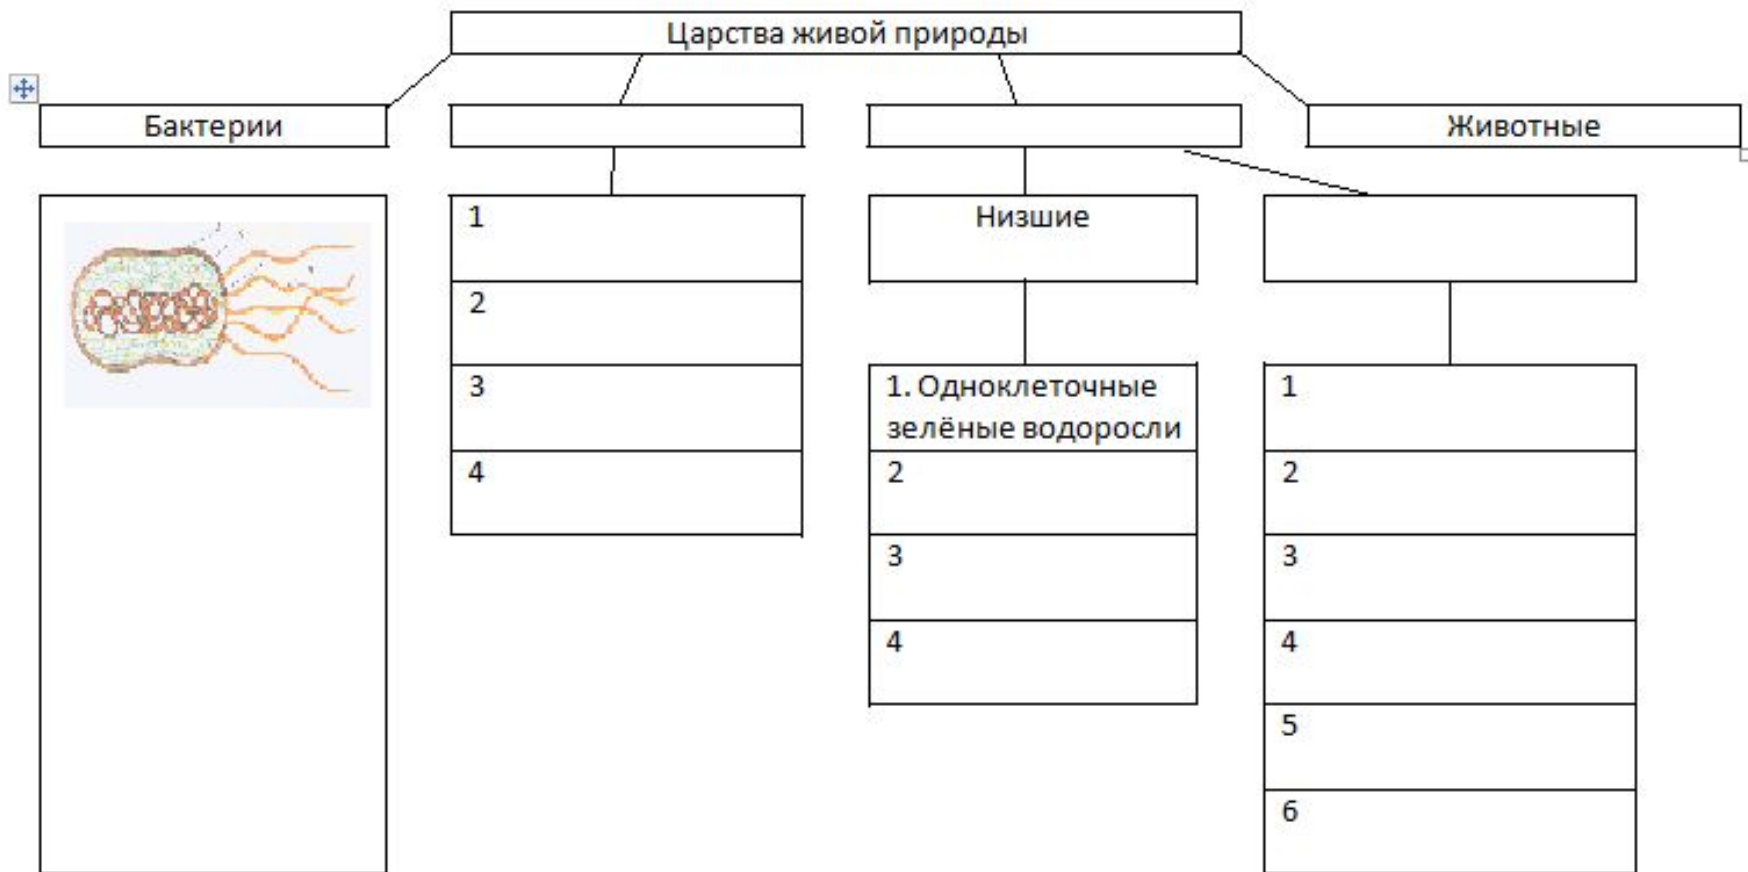 Царства живой природы
Бактерии
Животные
1
2
3
4
Низшие
1. Одноклеточные
зелёные водоросли
2
3
4
1
2
3
4
5
6